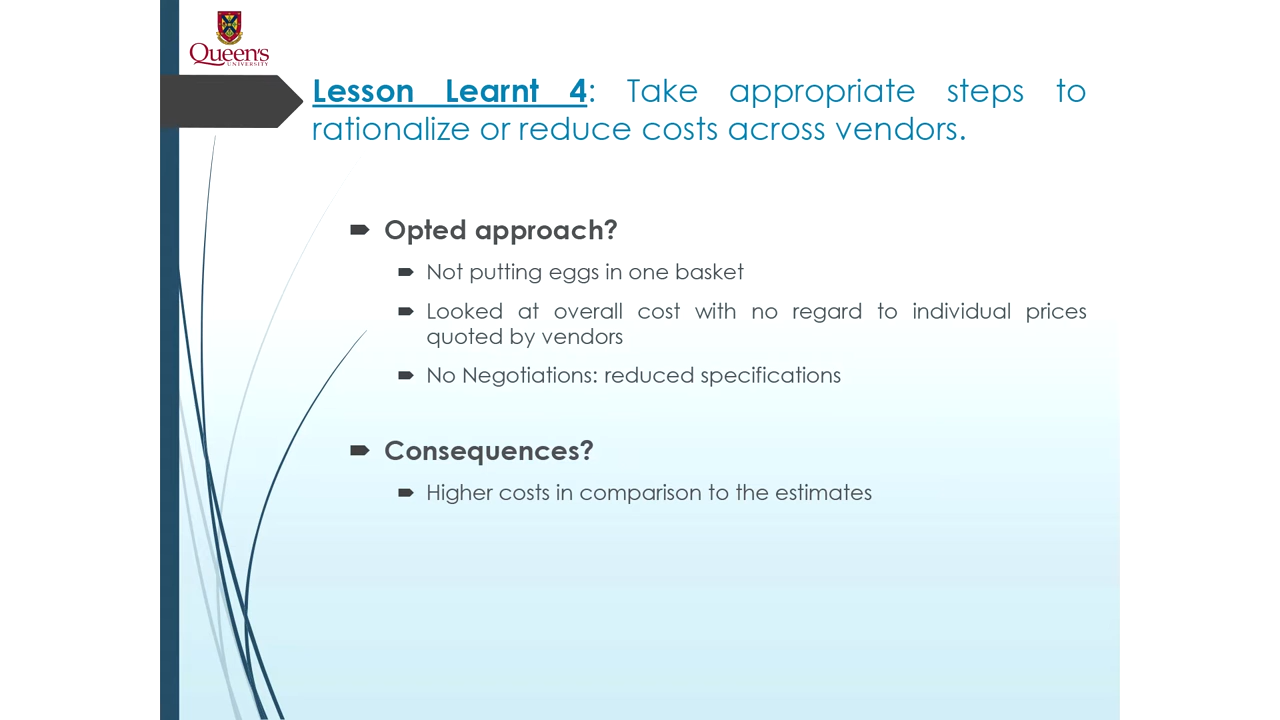 Queen's
UNIVERSITY
Lesson Learnt 4: Take appropriate steps to
rationalize or reduce costs across vendors.
Opted approach?
Not putting eggs in one basket
Looked at overall cost with no regard to individual prices
quoted by vendors
No Negotiations: reduced specifications
Consequences?
Higher costs in comparison to the estimates